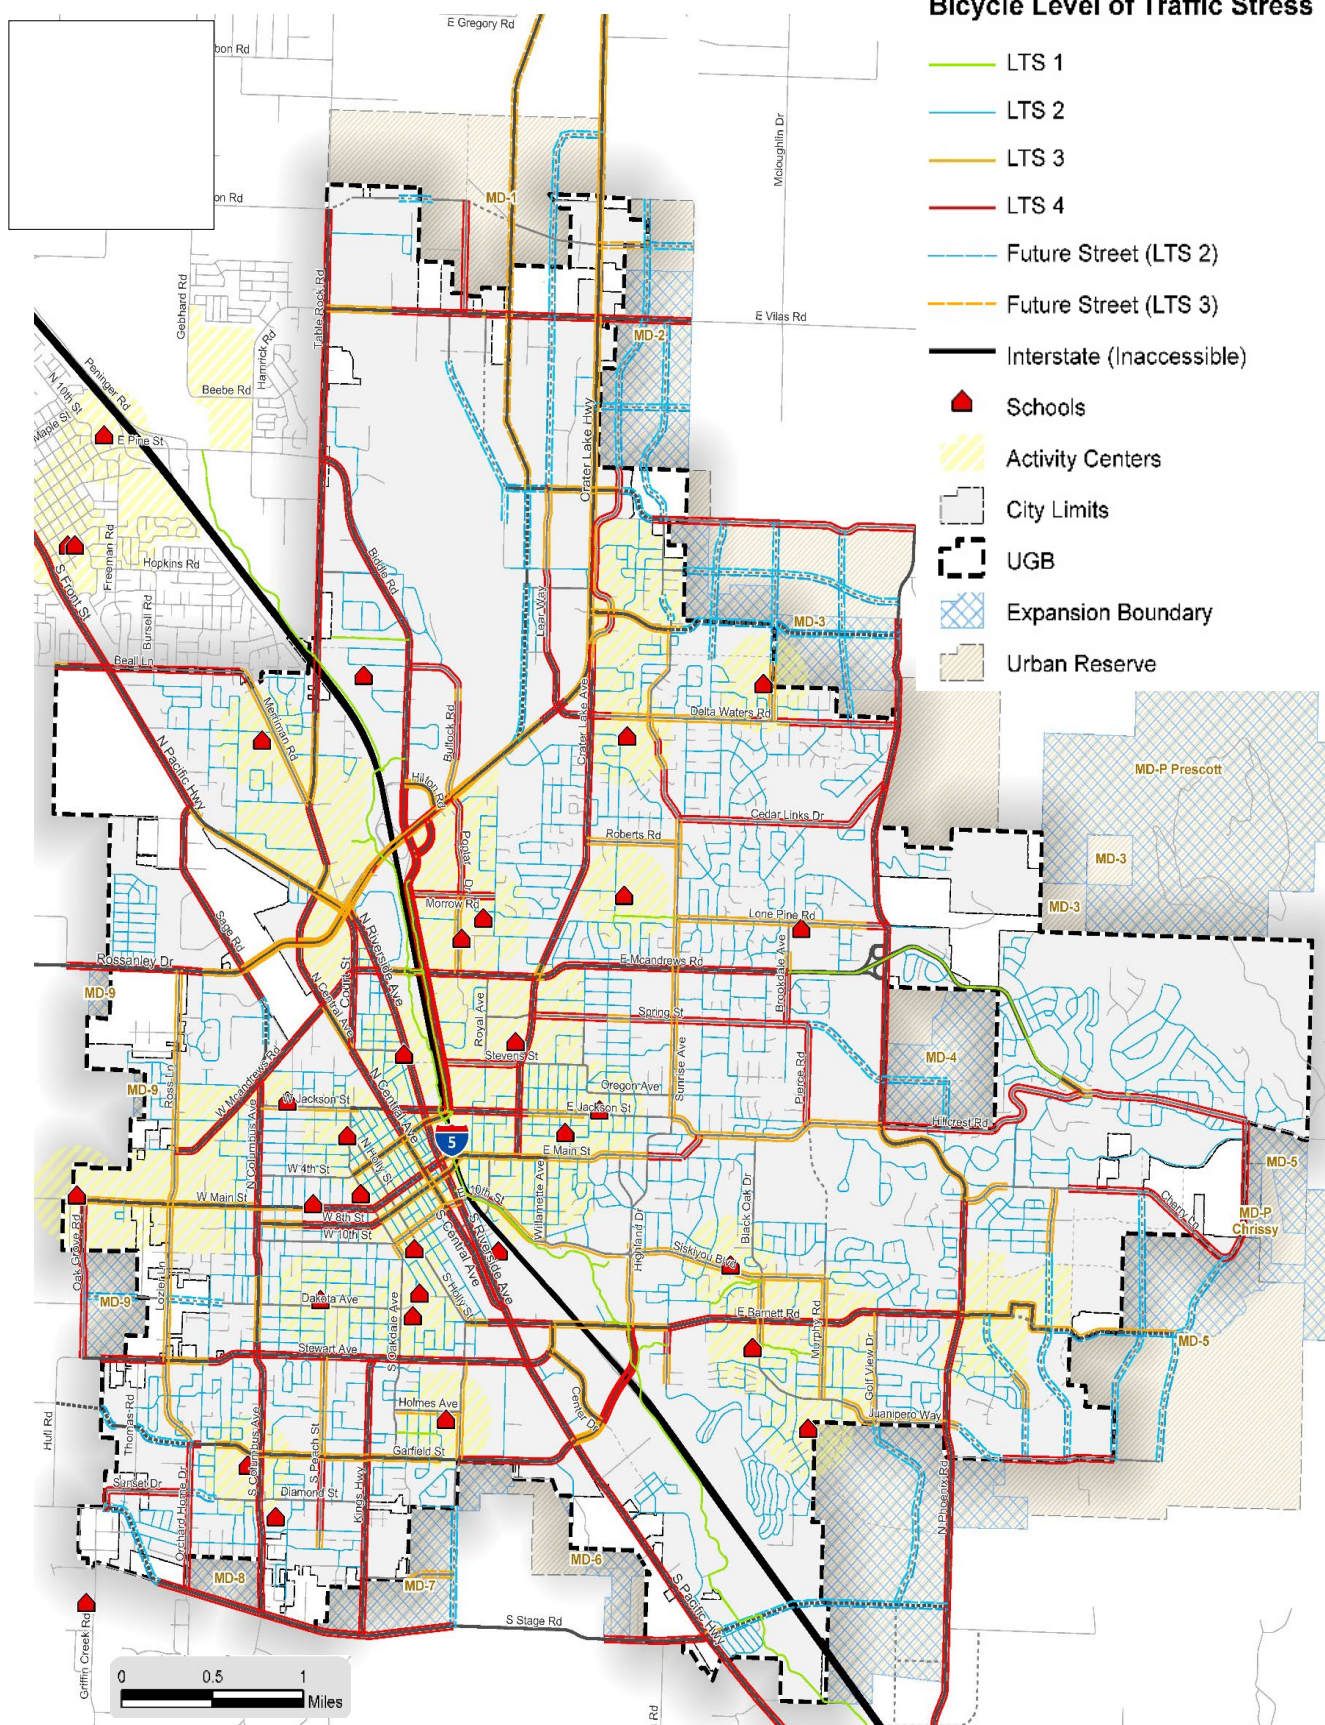 Bicycle Level of Traffic Stress
LTS 1
LTS 2
LTS 3
LTS 4
Future Street (LTS 2)
Future Street (LTS 3)
Interstate (Inaccessible)
Schools
Activity Centers
City Limits
UGB
Expansion Boundary
Urban Reserve
E Gregory Rd
bon Rd
Mcloughlin Dr
on Rd
MD-1
Gebhard Rd
Table Rock Rd
E Vilas Rd
MD-2
Hamrick Rd
Peninger Rd
N 10th St
Beebe Rd
Maple St
E Pine St
Crater Lake Hwy
Freeman Rd
Hopkins Rd
S Front St
Biddle Rd
Bursell Rd
Lear Way
MD-3
Beall Ln
Merriman Rd
Delta Waters Rd
Bullock Rd
Crater Lake Ave
N Pacific Hwy
MD-P Prescott
Hilton Rd
Cedar Links Dr
Roberts Rd
Poplar Dr
MD-3
Morrow Rd
MD-3
Sage Rd
N Riverside Ave
Lone Pine Rd
Brookdale Ave
Rossanley Dr
E Mcandrews Rd
Court St
MD-9
N Central Ave
Royal Ave
Spring St
Stevens St
MD-4
W Mcandrews Rd
Sunrise Ave
Pierce Rd
MD-9
Ross Ln
Oregon Ave
W Jackson St
E Jackson St
N Central Ave
N Columbus Ave
Hillcrest Rd
5
N Holly St
E Main St
W 4th St
MD-5
W Main St
E 10th St
Willamette Ave
Black Oak Dr
Cherry Ln
Oak Grove Rd
W 8th St
W 10th St
S Central Ave
S Riverside Ave
Highland Dr
MD-P
Chrissy
Siskiyou Blvd
Lozier Ln
S Holly St
MD-9
Dakota Ave
S Oakdale Ave
E Barnett Rd
Murphy Rd
Golf View Dr
MD-5
Stewart Ave
Center Dr
Holmes Ave
Thomas Rd
Hull Rd
Juanipero Way
S Columbus Ave
S Peach St
Garfield St
Kings Hwy
Sunset Dr
Orchard Home Dr
Diamond St
N Phoenix Rd
MD-6
MD-8
MD-7
S Pacific Hwy
Griffin Creek Rd
S Stage Rd
0
0.5
1
Miles
Rd